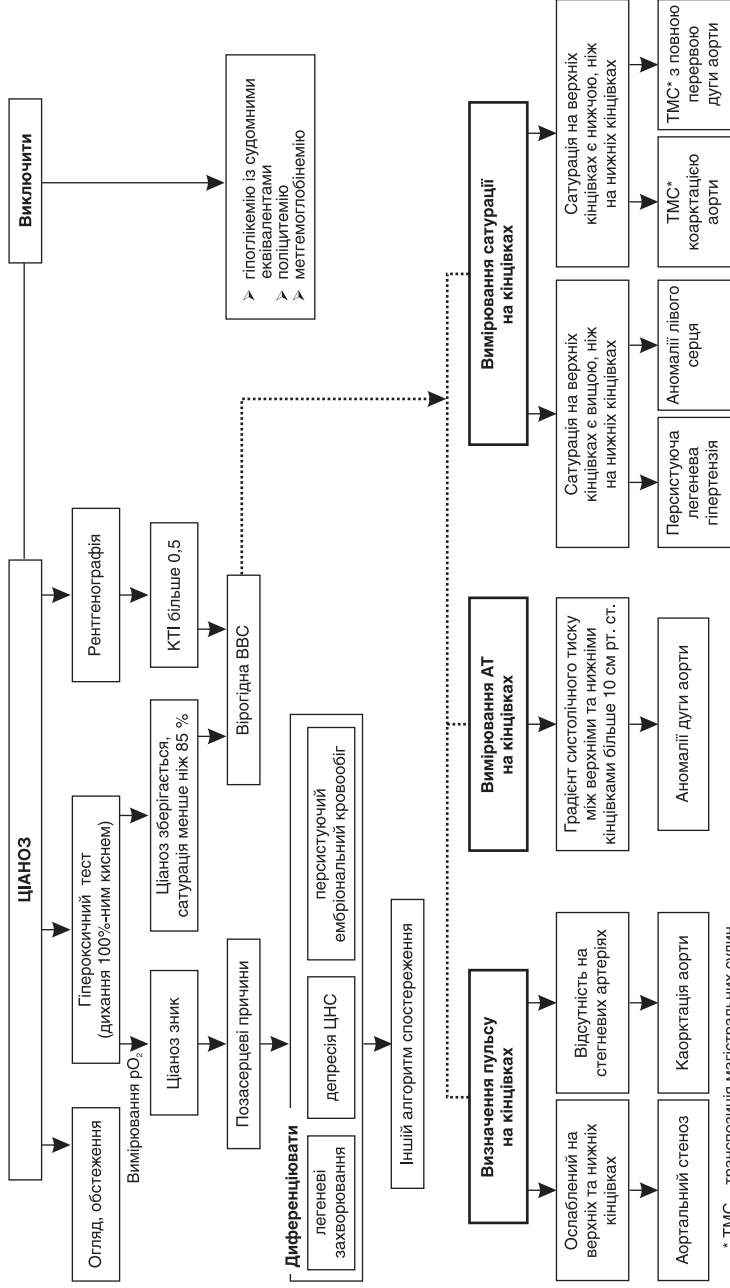 ЦІАНОЗ
Виключити
Огляд, обстеження
Гіпероксичний тест
(дихання 100%-ним киснем)
Рентгенографія
➢ гіпоглікемію із судомними
еквівалентами
➢ поліцитемію
➢ метгемоглобінемію
Вимірювання pO₂
Ціаноз зник
Ціаноз зберігається,
сатурація менше ніж 85 %
КТІ більше 0,5
Позасерцеві причини
Вірогідна ВВС
Диференціювати
легеневі
захворювання
депресія ЦНС
персистуючий
ембріональний кровообіг
Іншій алгоритм спостереження
Визначення пульсу
на кінцівках
Вимірювання АТ
на кінцівках
Вимірювання сатурації
на кінцівках
Ослаблений на
верхніх та нижніх
кінцівках
Відсутність на
стегневих артеріях
Градієнт систолічного тиску
між верхніми та нижніми
кінцівками більше 10 см рт. ст.
Сатурація на верхніх
кінцівках є вищою, ніж
на нижніх кінцівках
Сатурація на верхніх
кінцівках є нижчою, ніж
на нижніх кінцівках
Аортальний стеноз
Каорктація аорти
Аномалії дуги аорти
Персистуюча
легенева
гіпертензія
Аномалії лівого
серця
ТМС*
коарктацією
аорти
ТМС* з повною
перервою
дуги аорти
* ТМС – транспозиція магістральних судин